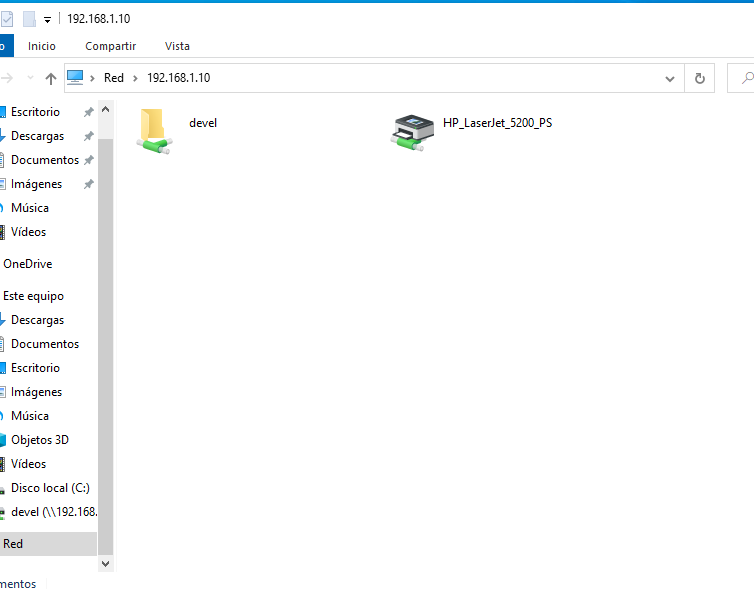 192.168.1.10
Inicio
Compartir
Vista
Red
192.168.1.10
Escritorio
Descargas
Documentos
Imágenes
Música
Vídeos
OneDrive
Este equipo
Descargas
Documentos
Escritorio
Imágenes
Música
Objetos 3D
Vídeos
Disco local (C:)
devel (\\192.168.
Red
mentos
devel
HP_LaserJet_5200_PS